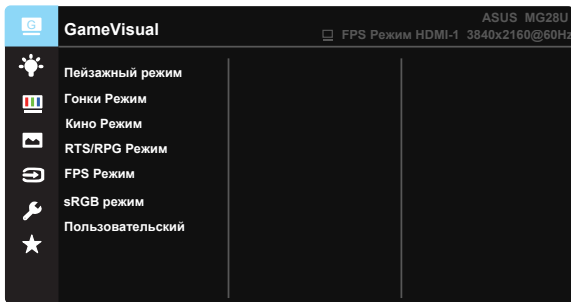 G
GameVisual
ASUS MG28U
FPS Режим HDMI-1 3840x2160@60Hz
Пейзажный режим
Гонки Режим
Кино Режим
RTS/RPG Режим
FPS Режим
sRGB режим
Пользовательский